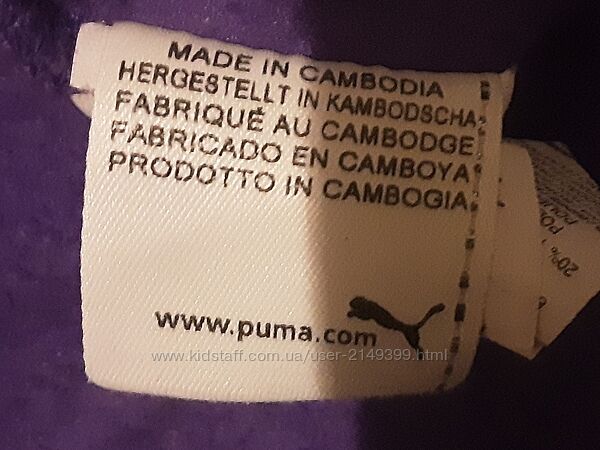 MADE IN CAMBODIA
HERGESTELLT IN KAMBODSCHA
FABRIQUÉ AU CAMBODGE
FABRICADO EN CAMBOYA
PRODOTTO IN CAMBOGIA
www.puma.com
www.kidstaff.com.ua/user-2149399.html
20%